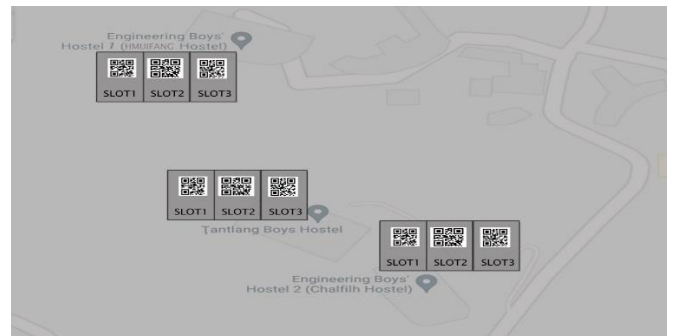 Engineering Boys'
Hostel 1 (HMUIFANG Hostel)
SLOT1 SLOT2 SLOT3
SLOT1 SLOT2 SLOT3
Tantlang Boys Hostel
SLOT1 SLOT2 SLOT3
Engineering Boys'
Hostel 2 (Chalfilh Hostel)